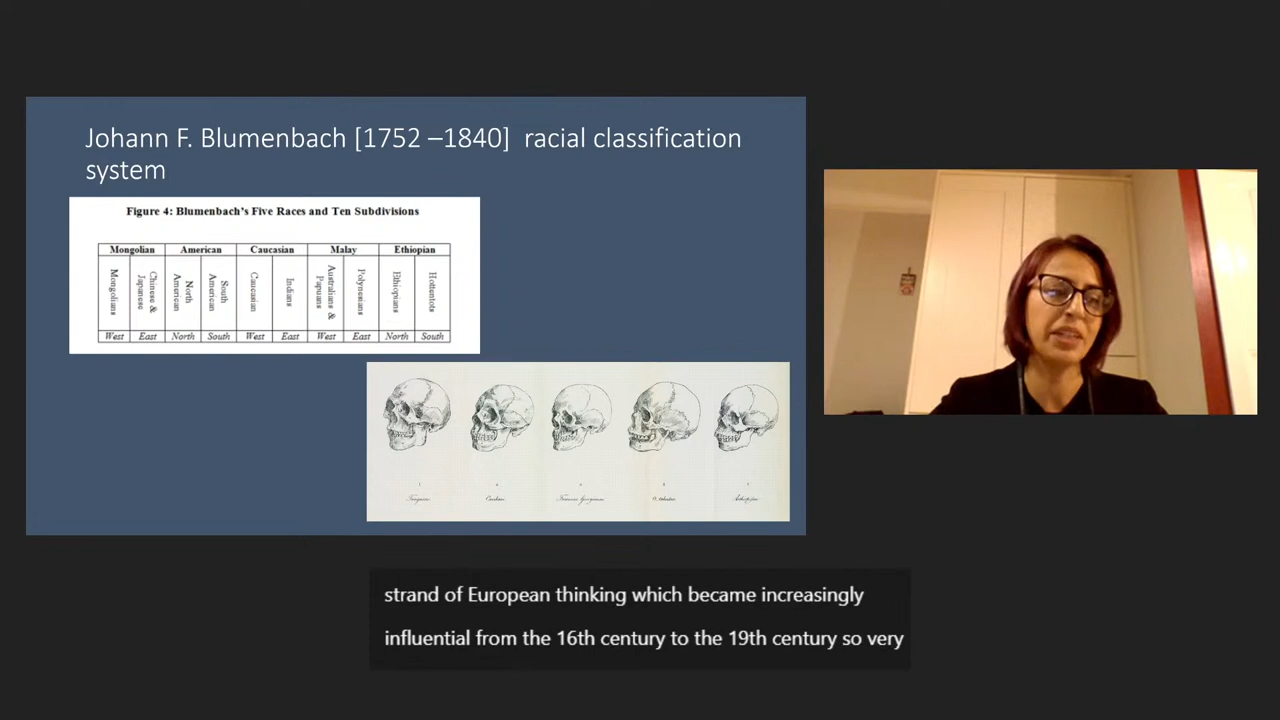 Johann F. Blumenbach [1752 –1840]  racial classification
system
Figure 4: Blumenbach's Five Races and Ten Subdivisions
Mongolian American Caucasian Malay Ethiopian
Mongolians
Chinese &
Japanese
North
American
South
American
Caucasian
Indians
Australians &
Papuans
Polynesians
Ethiopians
Hottentots
West East North South West East West East North South
strand of European thinking which became increasingly
influential from the 16th century to the 19th century so very